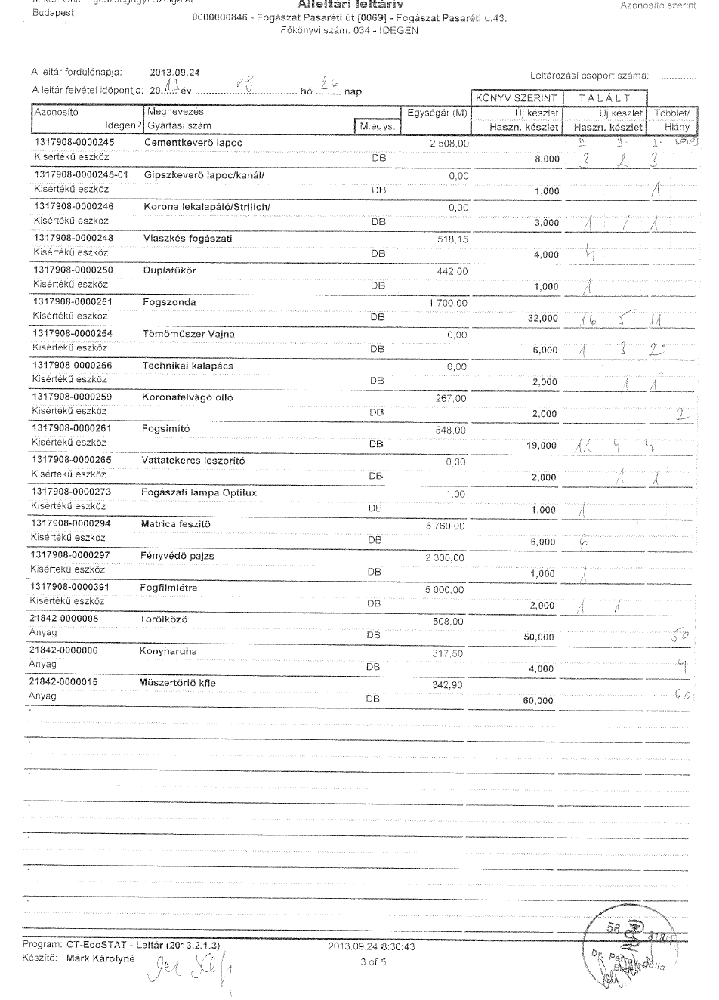 Budapest
Alleltári leltárív
Azonosító szerint
0000000846 - Fogászat Pasaréti út [0069] - Fogászat Pasaréti u.43.
Főkönyvi szám: 034 - IDEGEN
A leltár fordulónapja: 2013.09.24
Leltározási csoport száma: ............
A leltár felvétel időpontja: 2013 év 09 hó 26 nap
KÖNYV SZERINT TALÁLT
Azonosító Megnevezés Egységár (M) Új készlet Új készlet Többlet/
Idegen? Gyártási szám M.egys. Haszn. készlet Haszn. készlet Hiány
1317908-0000245 Cementkeverő lapoc 2 508,00 III II I
Kisértékű eszköz DB 8,000 3 2 3
1317908-0000245-01 Gipszkeverő lapoc/kanál/ 0,00
Kisértékű eszköz DB 1,000 1
1317908-0000246 Korona lekalapáló/Strilich/ 0,00
Kisértékű eszköz DB 3,000 1 1 1
1317908-0000248 Viaszkés fogászati 518,15
Kisértékű eszköz DB 4,000 4
1317908-0000250 Duplatükör 442,00
Kisértékű eszköz DB 1,000 1
1317908-0000251 Fogszonda 1 700,00
Kisértékű eszköz DB 32,000 16 5 11
1317908-0000254 Tömőműszer Vajna 0,00
Kisértékű eszköz DB 6,000 1 3 2
1317908-0000256 Technikai kalapács 0,00
Kisértékű eszköz DB 2,000 1 1
1317908-0000259 Koronafelvágó olló 267,00
Kisértékű eszköz DB 2,000 2
1317908-0000261 Fogsimító 548,00
Kisértékű eszköz DB 19,000 11 4 4
1317908-0000265 Vattatekercs leszorító 0,00
Kisértékű eszköz DB 2,000 1 1
1317908-0000273 Fogászati lámpa Optilux 1,00
Kisértékű eszköz DB 1,000 1
1317908-0000294 Matrica feszítő 5 760,00
Kisértékű eszköz DB 6,000 6
1317908-0000297 Fényvédő pajzs 2 300,00
Kisértékű eszköz DB 1,000 1
1317908-0000391 Fogfilmlétra 5 000,00
Kisértékű eszköz DB 2,000 1 1
21842-0000005 Törölköző 508,00
Anyag DB 50,000 50
21842-0000006 Konyharuha 317,50
Anyag DB 4,000 4
21842-0000015 Műszertörlő kfle 342,90
Anyag DB 60,000 60
56
Dr. Julia
Program: CT-EcoSTAT - Leltár (2013.2.1.3) 2013.09.24 8:30:43
Készítő: Márk Károlyné 3 of 5